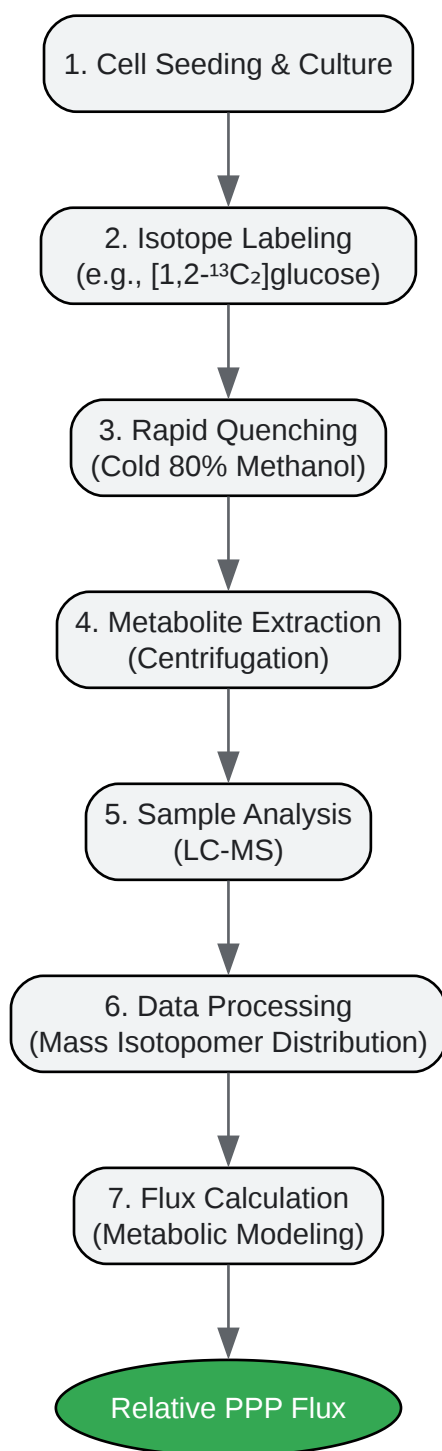 1. Cell Seeding & Culture
2. Isotope Labeling
(e.g., [1,2-¹³C₂]glucose)
3. Rapid Quenching
(Cold 80% Methanol)
4. Metabolite Extraction
(Centrifugation)
5. Sample Analysis
(LC-MS)
6. Data Processing
(Mass Isotopomer Distribution)
7. Flux Calculation
(Metabolic Modeling)
Relative PPP Flux